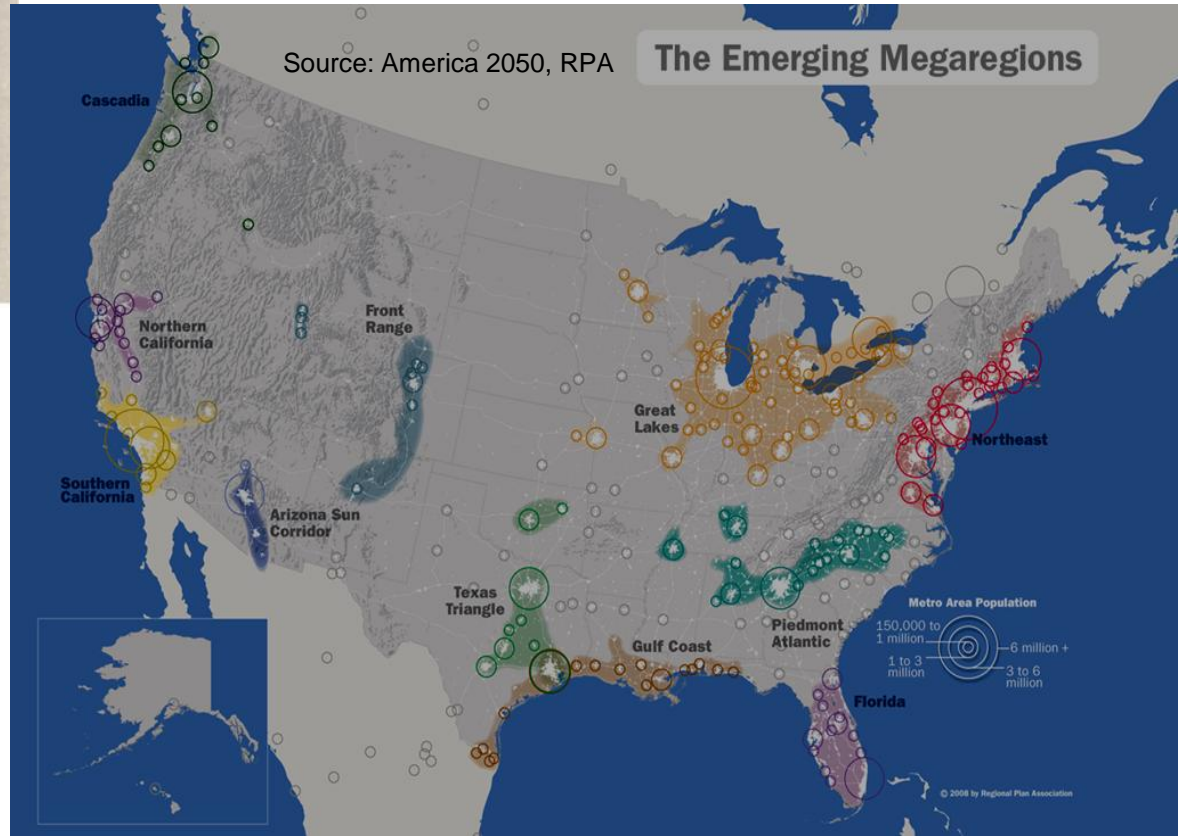 Source: America 2050, RPA
The Emerging Megaregions
Cascadia
Northern
California
Front
Range
Great
Lakes
Northeast
Southern
California
Arizona Sun
Corridor
Texas
Triangle
Gulf Coast
Piedmont
Atlantic
Metro Area Population
150,000 to
1 million
6 million +
1 to 3
million
3 to 6
million
Florida
© 2008 by Regional Plan Association